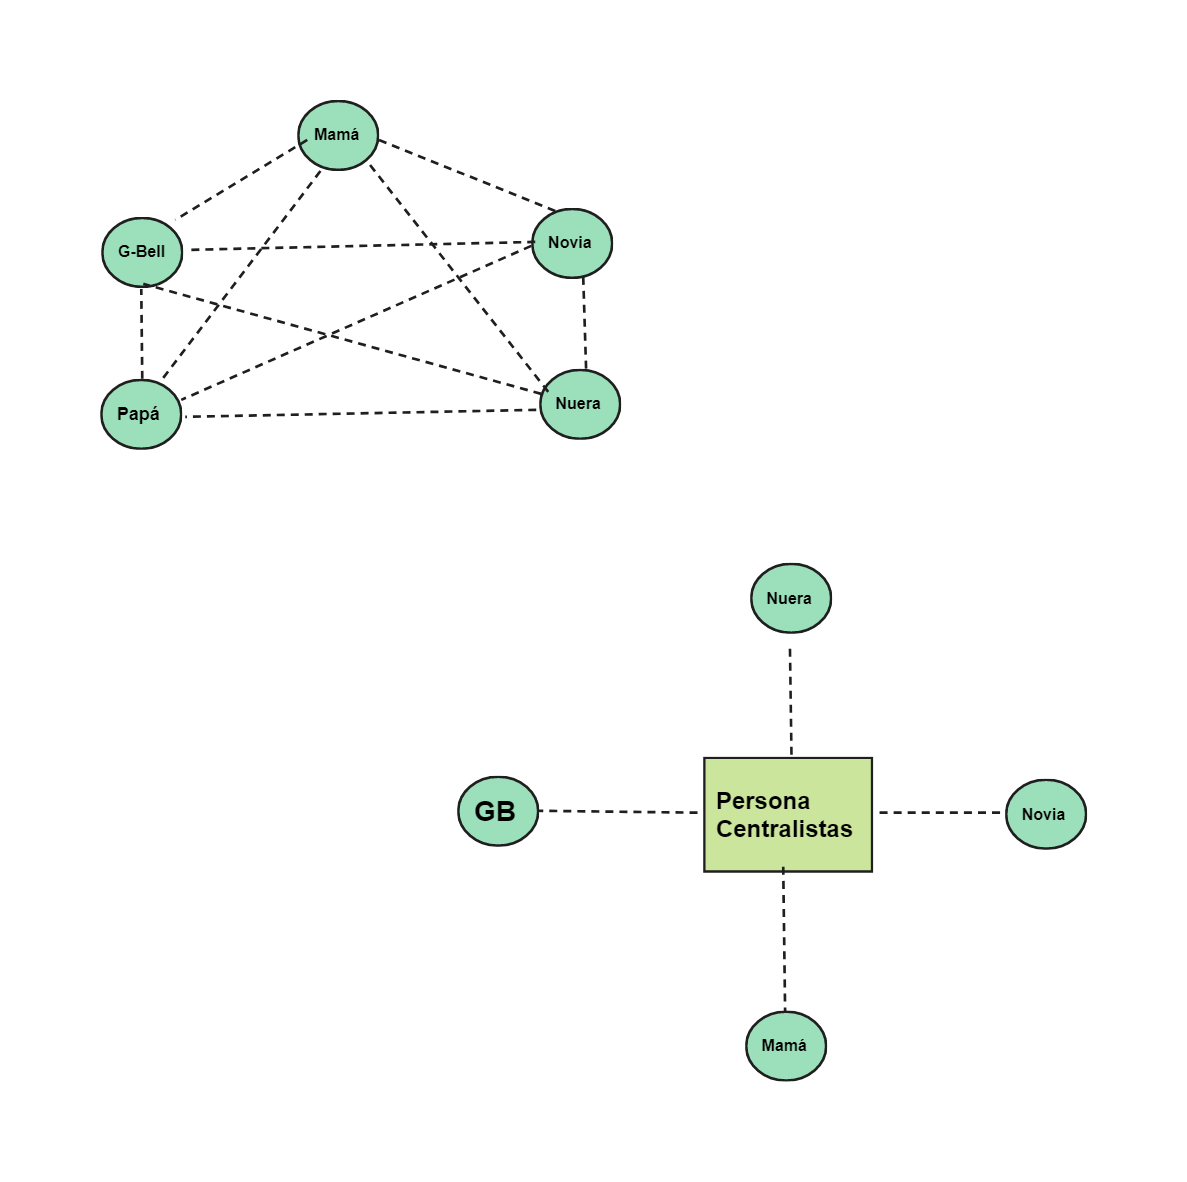 Mamá
G-Bell
Novia
Papá
Nuera
Nuera
GB
Persona
Centralistas
Novia
Mamá